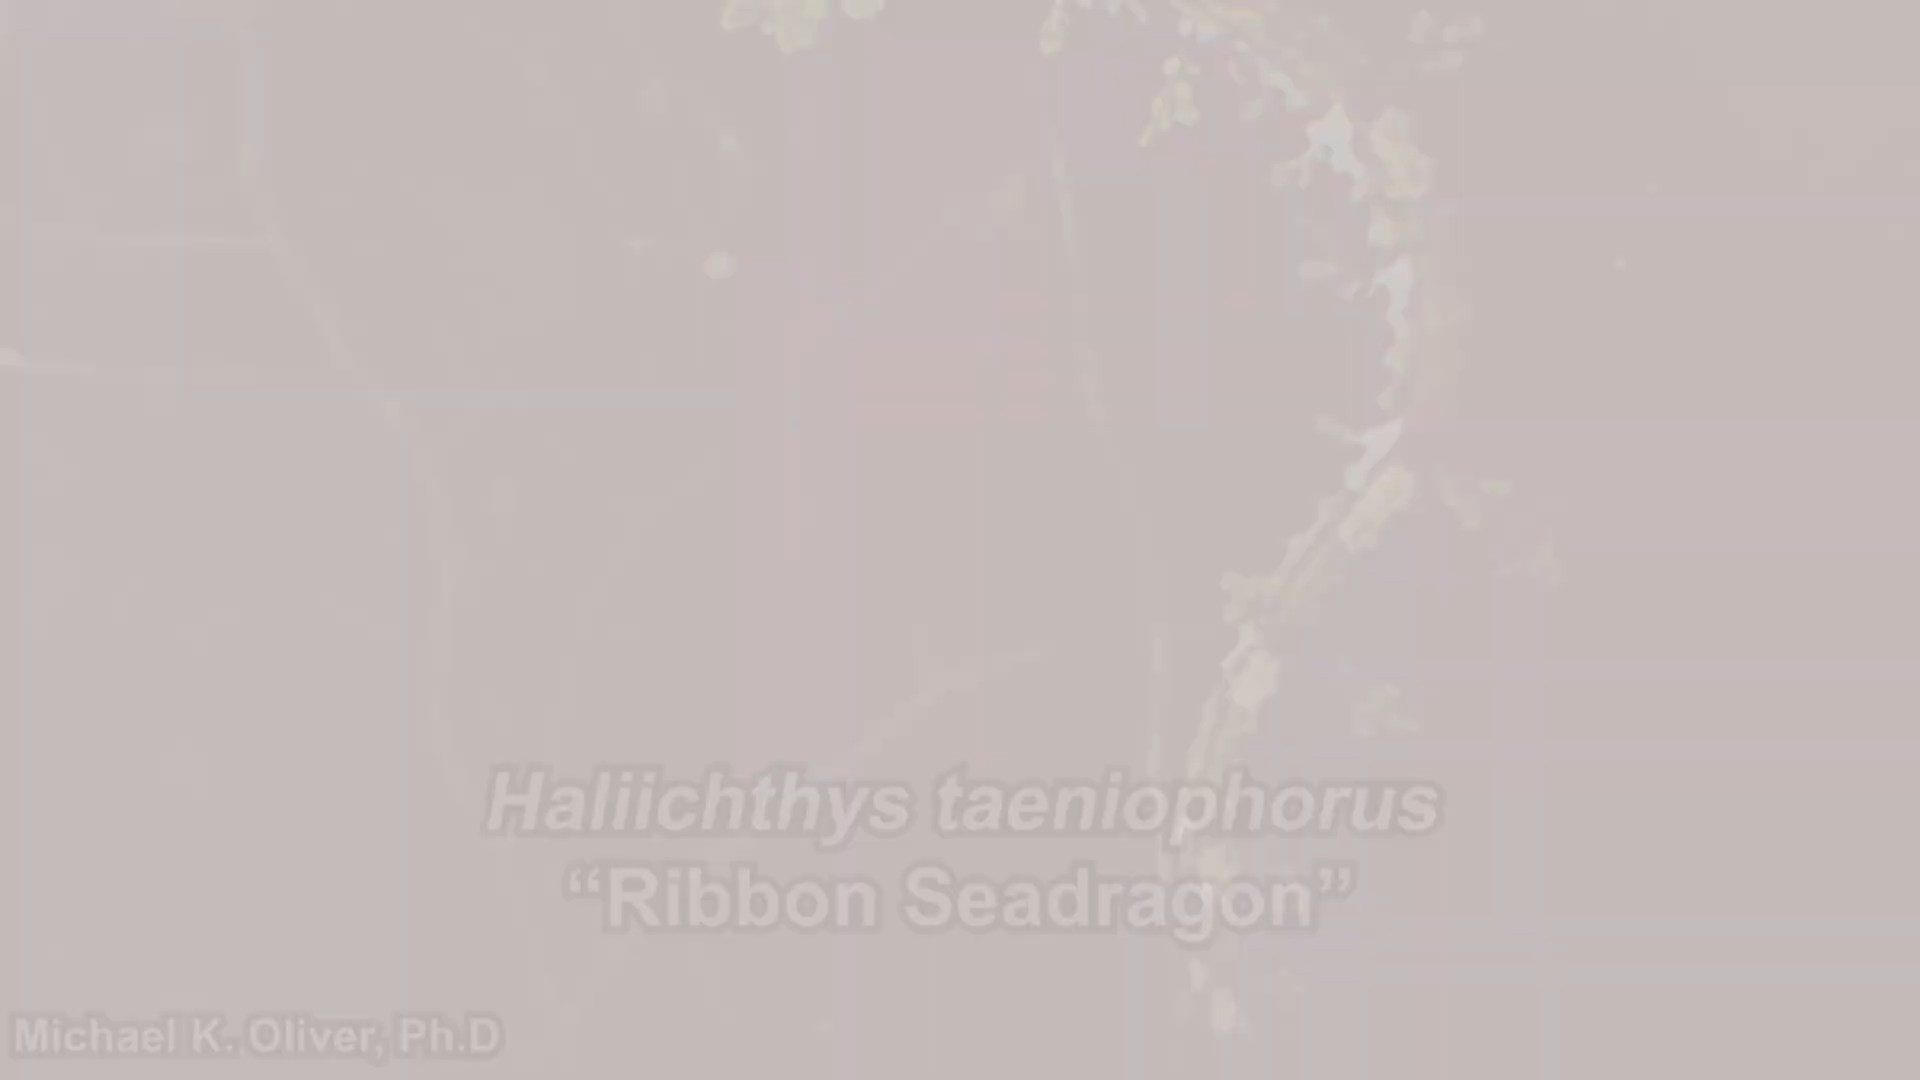 Haliichthys taeniophorus
“Ribbon Seadragon”
Michael K. Oliver, Ph.D